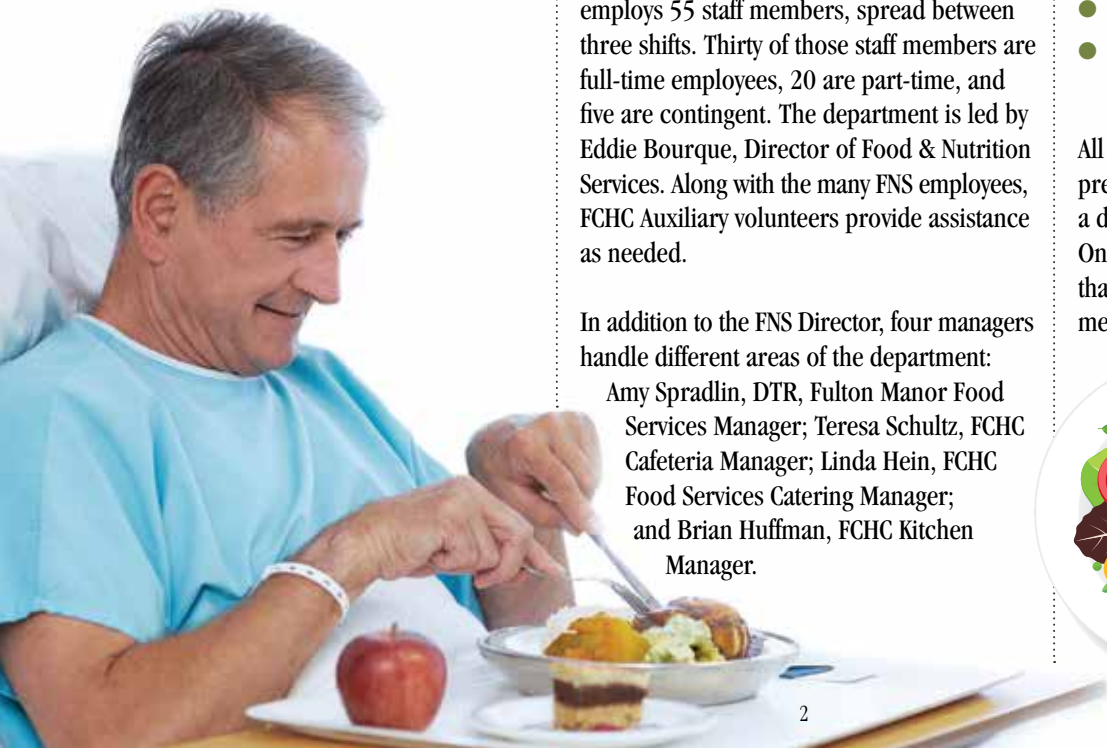 employs 55 staff members, spread between
three shifts. Thirty of those staff members are
full-time employees, 20 are part-time, and
five are contingent. The department is led by
Eddie Bourque, Director of Food & Nutrition
Services. Along with the many FNS employees,
FCHC Auxiliary volunteers provide assistance
as needed.
In addition to the FNS Director, four managers
handle different areas of the department:
Amy Spradlin, DTR, Fulton Manor Food
Services Manager; Teresa Schultz, FCHC
Cafeteria Manager; Linda Hein, FCHC
Food Services Catering Manager;
and Brian Huffman, FCHC Kitchen
Manager.
All
a d
2